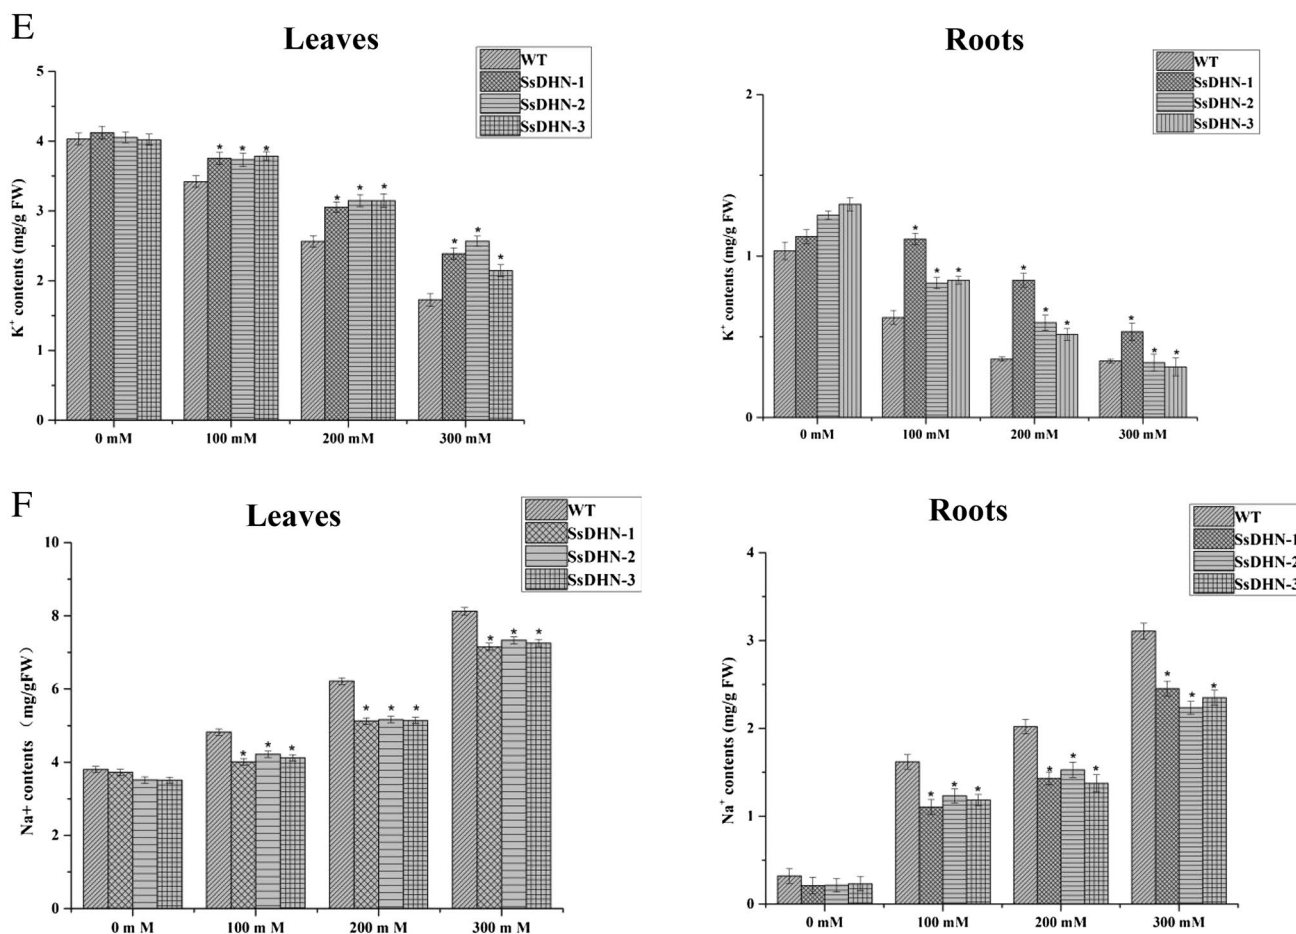 E
Leaves
WT
SsDHN-1
SsDHN-2
SsDHN-3
K+ contents (mg/g FW)
5
4
3
2
1
0
0 mM
100 mM
200 mM
300 mM
* * *
* * *
* * *
Roots
WT
SsDHN-1
SsDHN-2
SsDHN-3
K+ contents (mg/g FW)
2
1
0
0 mM
100 mM
200 mM
300 mM
* * *
* * *
* * *
F
Leaves
WT
SsDHN-1
SsDHN-2
SsDHN-3
Na+ contents （mg/gFW）
10
8
6
4
2
0
0 m M
100 m M
200 m M
300 m M
* * *
* * *
* * *
Roots
WT
SsDHN-1
SsDHN-2
SsDHN-3
Na+ contents (mg/g FW)
4
3
2
1
0
0 mM
100 mM
200 mM
300 mM
* * *
* * *
* * *